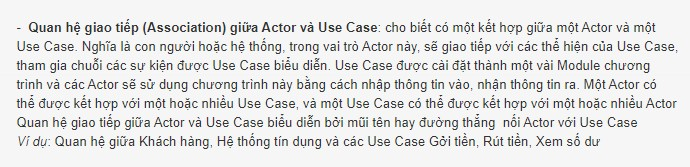 - Quan hệ giao tiếp (Association) giữa Actor và Use Case: cho biết có một kết hợp giữa một Actor và một
Use Case. Nghĩa là con người hoặc hệ thống, trong vai trò Actor này, sẽ giao tiếp với các thể hiện của Use Case,
tham gia chuỗi các sự kiện được Use Case biểu diễn. Use Case được cài đặt thành một vài Module chương
trình và các Actor sẽ sử dụng chương trình này bằng cách nhập thông tin vào, nhận thông tin ra. Một Actor có
thể được kết hợp với một hoặc nhiều Use Case, và một Use Case có thể được kết hợp với một hoặc nhiều Actor
Quan hệ giao tiếp giữa Actor và Use Case biểu diễn bởi mũi tên hay đường thẳng nối Actor với Use Case
Ví dụ: Quan hệ giữa Khách hàng, Hệ thống tín dụng và các Use Case Gởi tiền, Rút tiền, Xem số dư